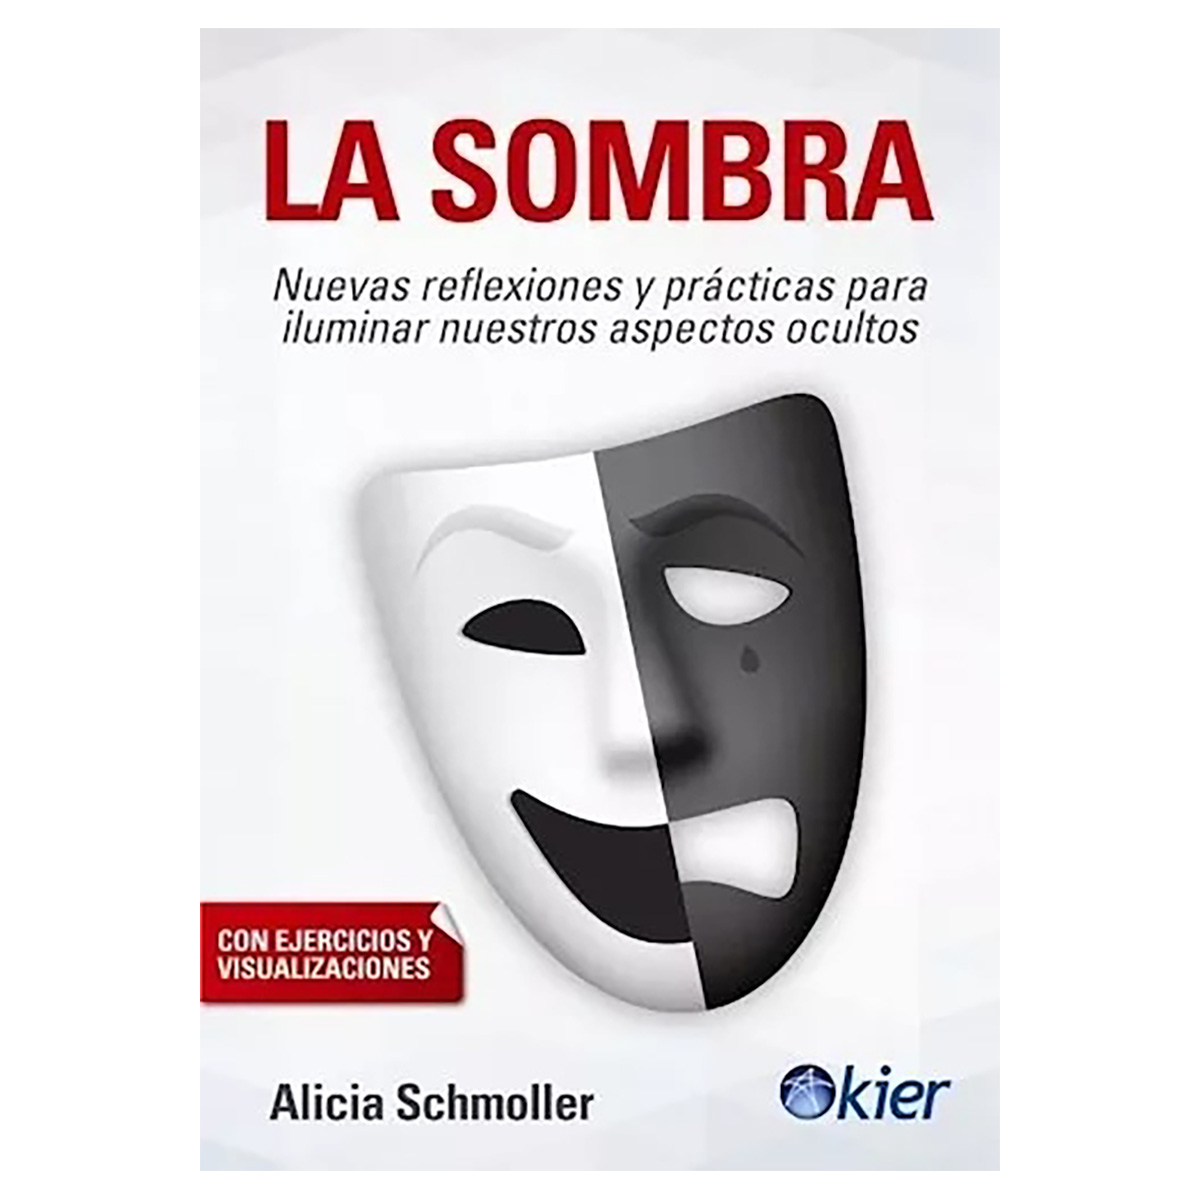 LA SOMBRA
Nuevas reflexiones y prácticas para
iluminar nuestros aspectos ocultos
CON EJERCICIOS Y
VISUALIZACIONES
Alicia Schmoller
kier